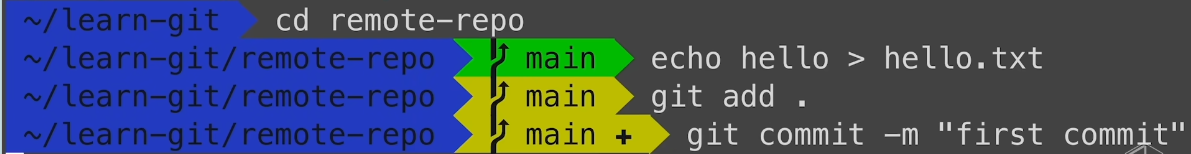 ~/learn-git cd remote-repo
~/learn-git/remote-repo main echo hello > hello.txt
~/learn-git/remote-repo main git add .
~/learn-git/remote-repo main + git commit -m "first commit"